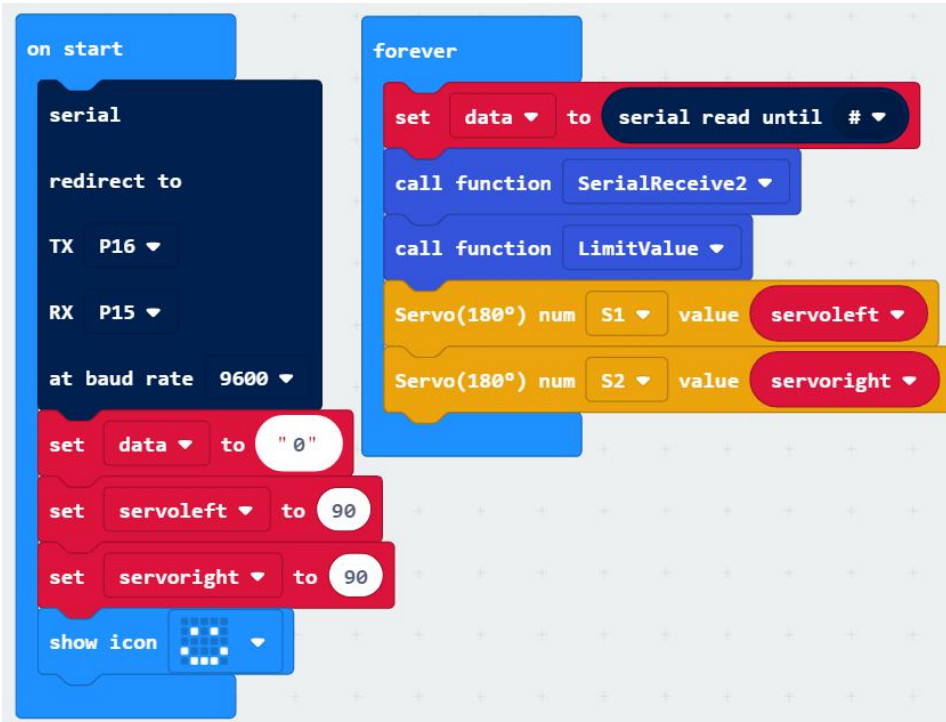 on start
serial
redirect to
TX P16
RX P15
at baud rate 9600
set data to "0"
set servoleft to 90
set servoright to 90
show icon
forever
set data to serial read until #
call function SerialReceive2
call function LimitValue
Servo(180°) num S1 value servoleft
Servo(180°) num S2 value servoright